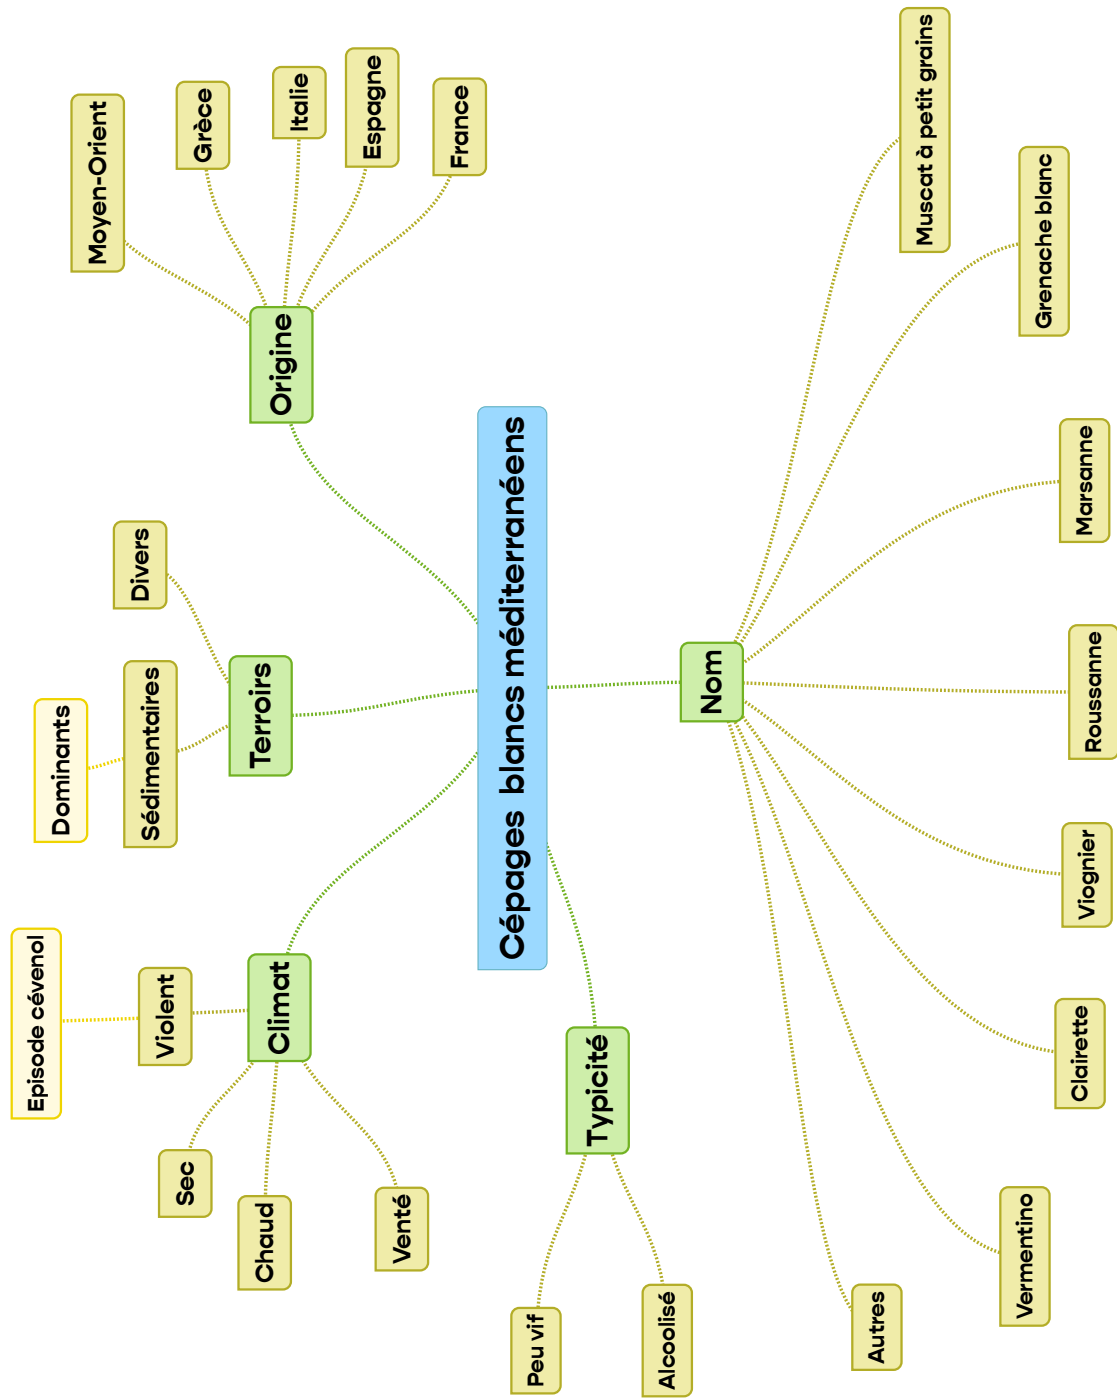 Cépages blancs méditerranéens
Origine
Moyen-Orient
Grèce
Italie
Espagne
France
Terroirs
Divers
Sédimentaires
Dominants
Climat
Violent
Episode cévenol
Sec
Chaud
Venté
Typicité
Peu vif
Alcoolisé
Nom
Muscat à petit grains
Grenache blanc
Marsanne
Roussanne
Viognier
Clairette
Vermentino
Autres